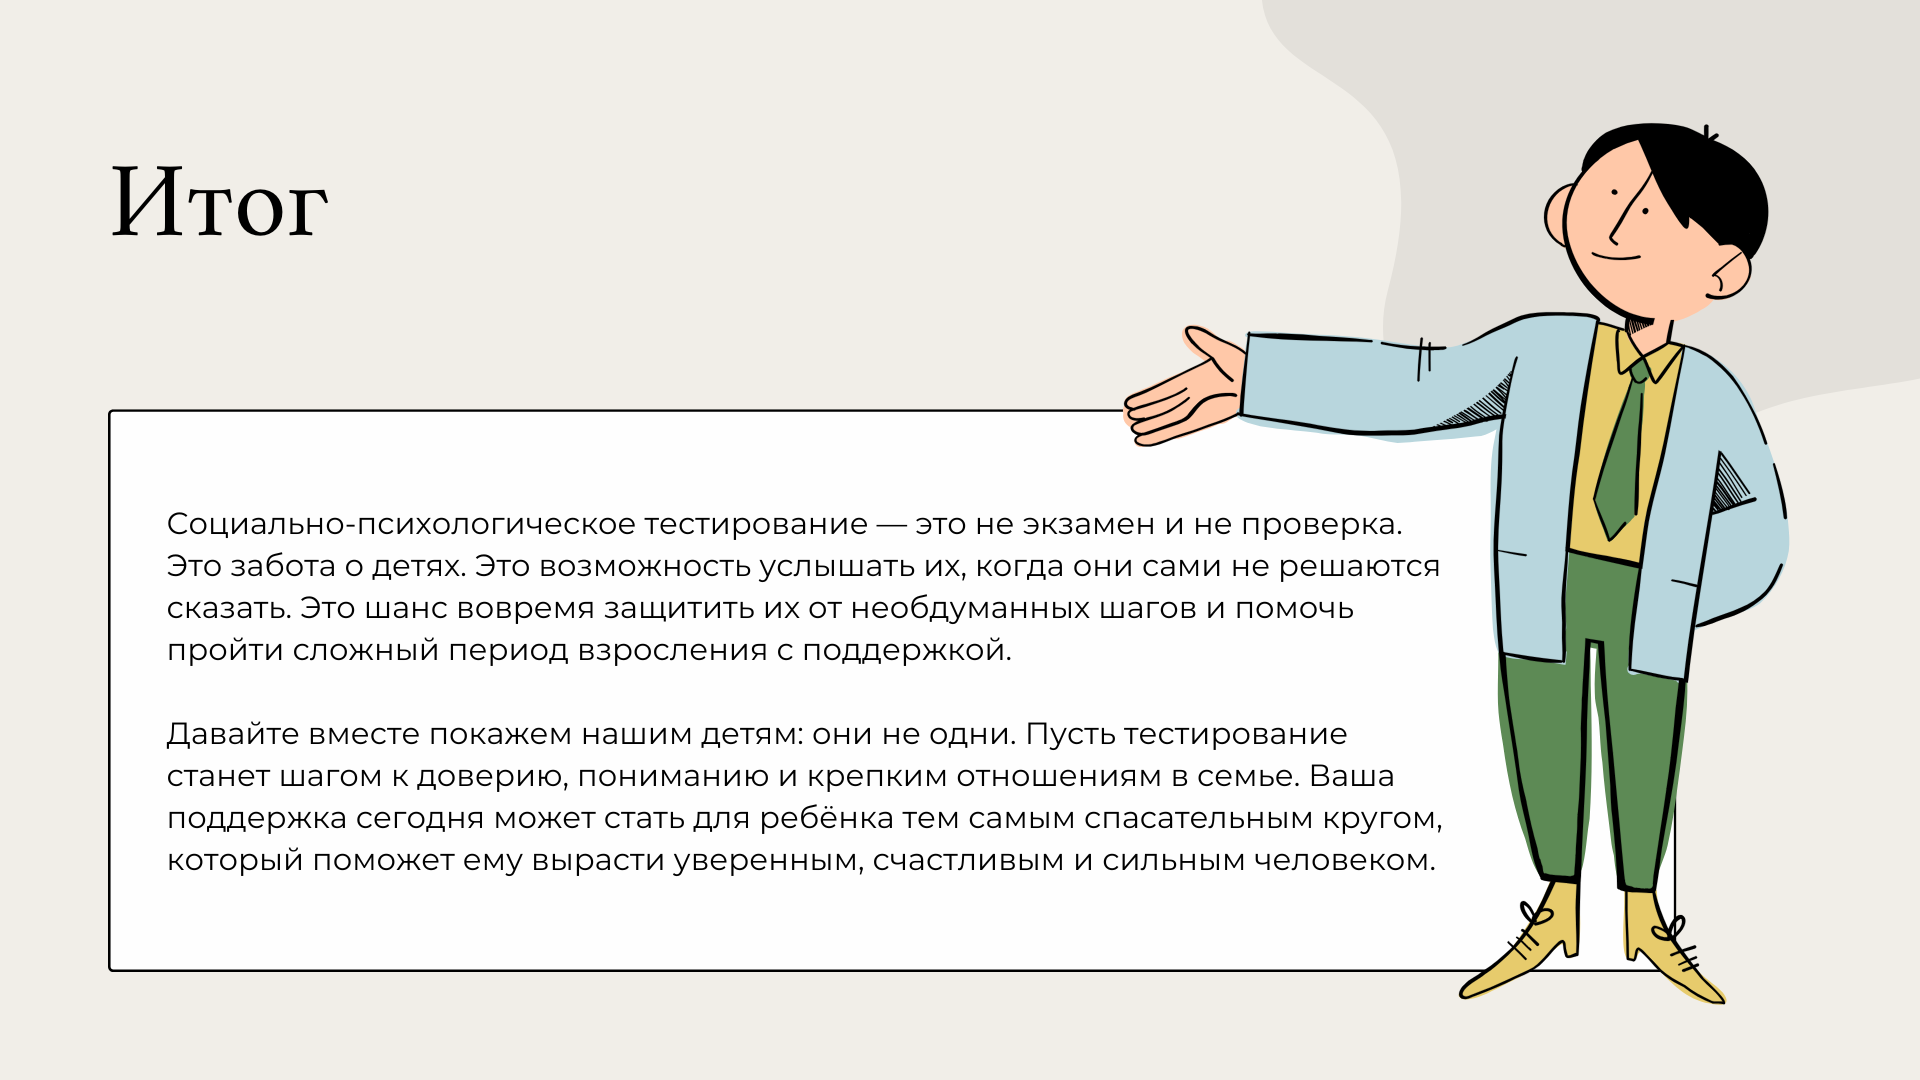 Итог
Социально-психологическое тестирование — это не экзамен и не проверка.
Это забота о детях. Это возможность услышать их, когда они сами не решаются
сказать. Это шанс вовремя защитить их от необдуманных шагов и помочь
пройти сложный период взросления с поддержкой.
Давайте вместе покажем нашим детям: они не одни. Пусть тестирование
станет шагом к доверию, пониманию и крепким отношениям в семье. Ваша
поддержка сегодня может стать для ребёнка тем самым спасательным кругом,
который поможет ему вырасти уверенным, счастливым и сильным человеком.